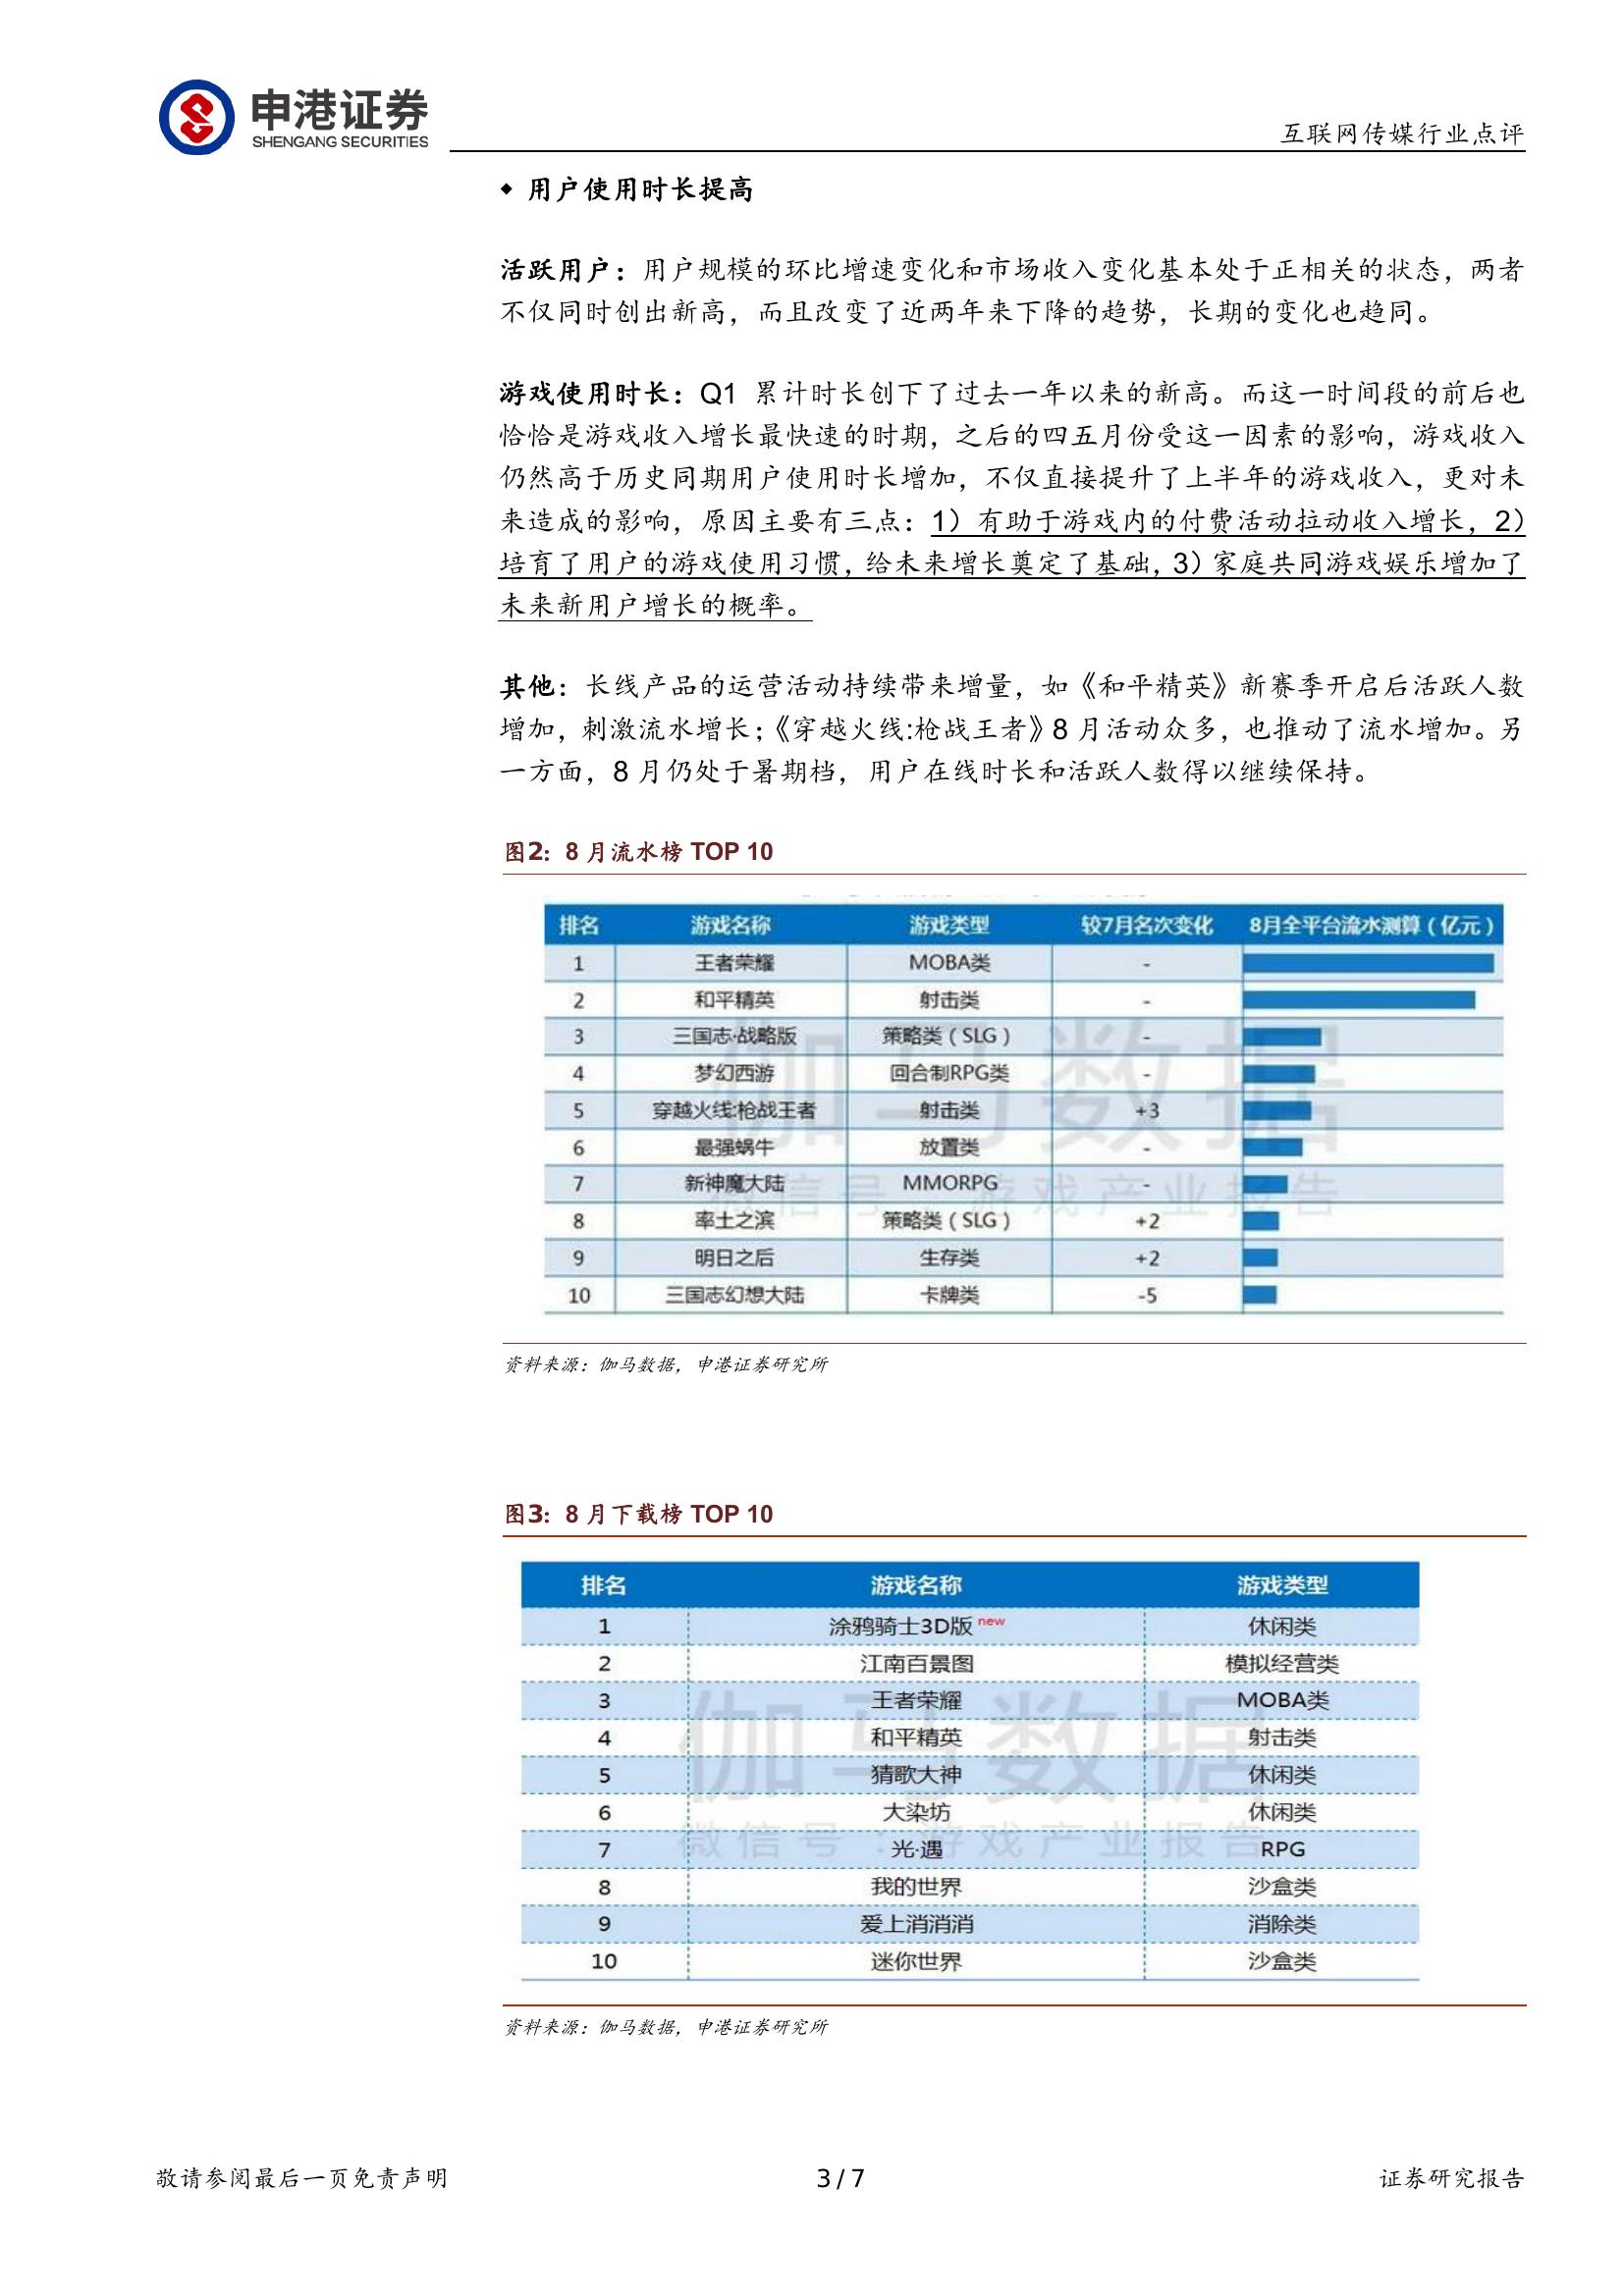 申港证券
SHENGANG SECURITIES
互联网传媒行业点评
◆ 用户使用时长提高
活跃用户：用户规模的环比增速变化和市场收入变化基本处于正相关的状态，两者
不仅同时创出新高，而且改变了近两年来下降的趋势，长期的变化也趋同。
游戏使用时长：Q1 累计时长创下了过去一年以来的新高。而这一时间段的前后也
恰恰是游戏收入增长最快速的时期，之后的四五月份受这一因素的影响，游戏收入
仍然高于历史同期用户使用时长增加，不仅直接提升了上半年的游戏收入，更对未
来造成的影响，原因主要有三点：1）有助于游戏内的付费活动拉动收入增长，2）
培育了用户的游戏使用习惯，给未来增长奠定了基础，3）家庭共同游戏娱乐增加了
未来新用户增长的概率。
其他：长线产品的运营活动持续带来增量，如《和平精英》新赛季开启后活跃人数
增加，刺激流水增长；《穿越火线:枪战王者》8 月活动众多，也推动了流水增加。另
一方面，8 月仍处于暑期档，用户在线时长和活跃人数得以继续保持。
图2：8 月流水榜 TOP 10
排名 游戏名称 游戏类型 较7月名次变化 8月全平台流水测算（亿元）
1 王者荣耀 MOBA类 -
2 和平精英 射击类 -
3 三国志·战略版 策略类（SLG） -
4 梦幻西游 回合制RPG类 -
5 穿越火线:枪战王者 射击类 +3
6 最强蜗牛 放置类 -
7 新神魔大陆 MMORPG -
8 率土之滨 策略类（SLG） +2
9 明日之后 生存类 +2
10 三国志幻想大陆 卡牌类 -5
伽马数据
微信号：游戏产业报告
资料来源：伽马数据，申港证券研究所
图3：8 月下载榜 TOP 10
排名 游戏名称 游戏类型
1 涂鸦骑士3D版 new 休闲类
2 江南百景图 模拟经营类
3 王者荣耀 MOBA类
4 和平精英 射击类
5 猜歌大神 休闲类
6 大染坊 休闲类
7 光·遇 RPG
8 我的世界 沙盒类
9 爱上消消消 消除类
10 迷你世界 沙盒类
伽马数据
微信号：游戏产业报告
资料来源：伽马数据，申港证券研究所
敬请参阅最后一页免责声明 3 / 7 证券研究报告